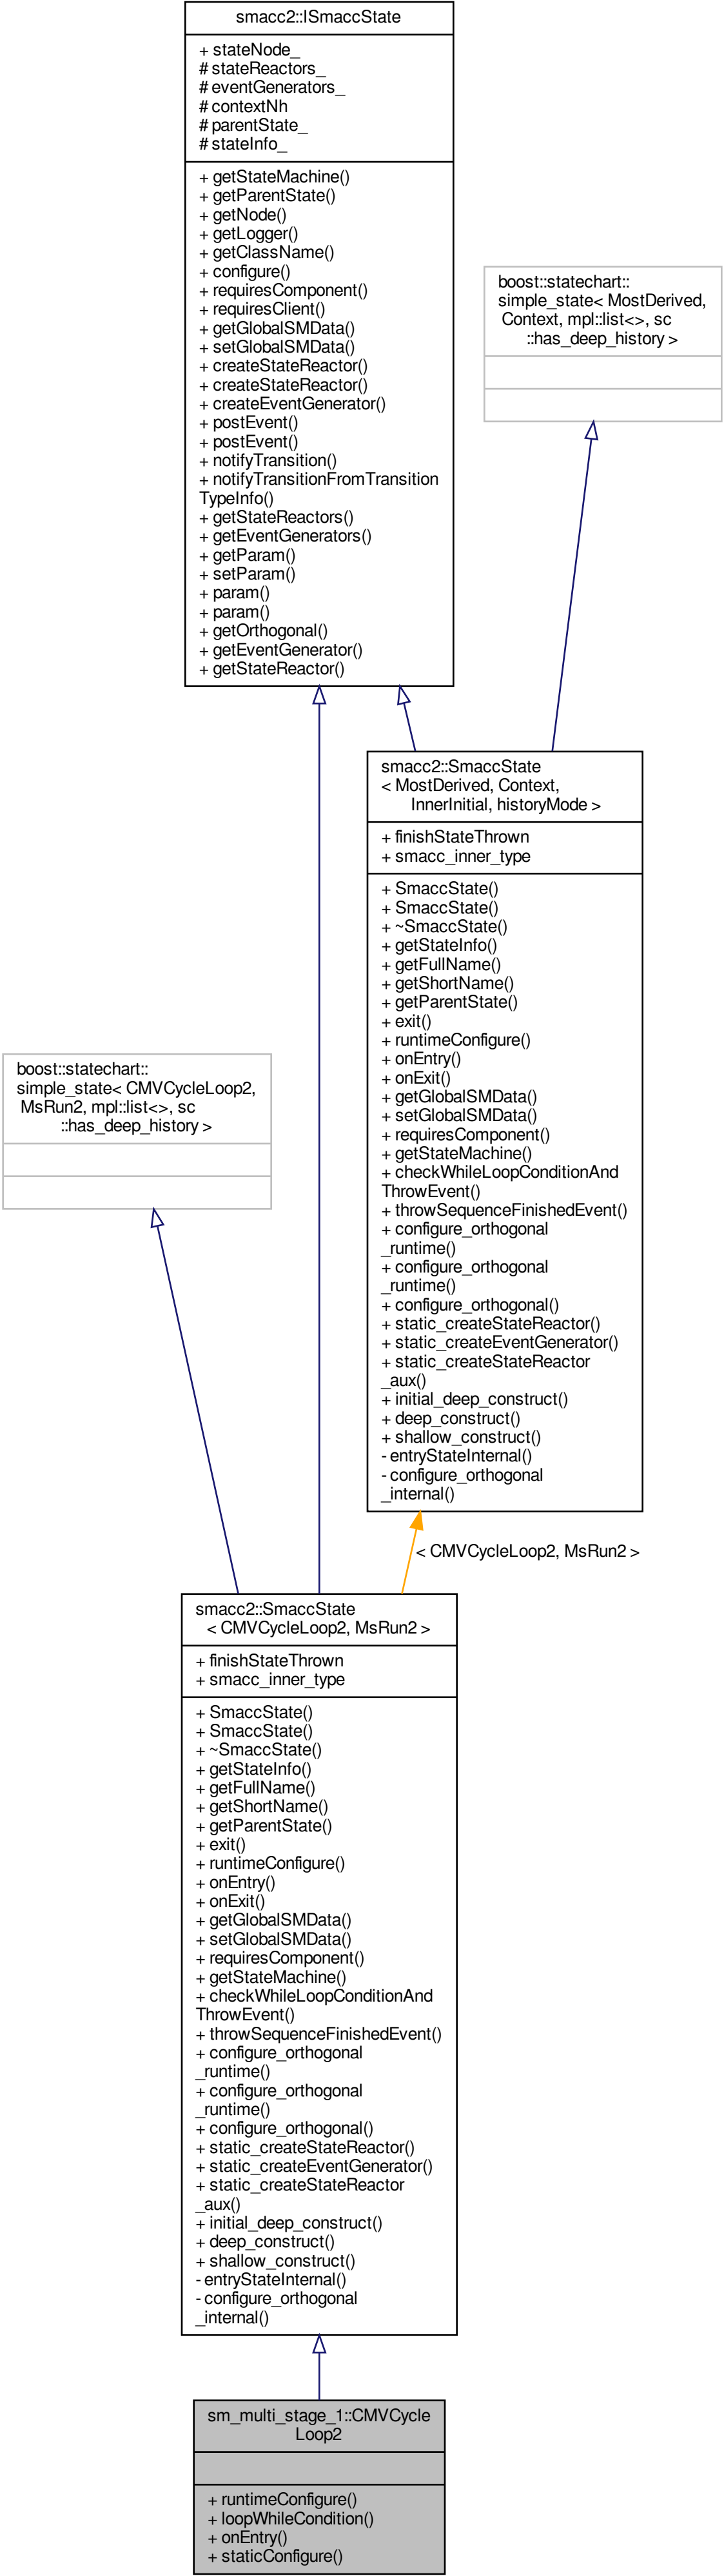 smacc2::ISmaccState
+ stateNode_
# stateReactors_
# eventGenerators_
# contextNh
# parentState_
# stateInfo_
+ getStateMachine()
+ getParentState()
+ getNode()
+ getLogger()
+ getClassName()
+ configure()
+ requiresComponent()
+ requiresClient()
+ getGlobalSMData()
+ setGlobalSMData()
+ createStateReactor()
+ createStateReactor()
+ createEventGenerator()
+ postEvent()
+ postEvent()
+ notifyTransition()
+ notifyTransitionFromTransition
TypeInfo()
+ getStateReactors()
+ getEventGenerators()
+ getParam()
+ setParam()
+ param()
+ param()
+ getOrthogonal()
+ getEventGenerator()
+ getStateReactor()
boost::statechart::
simple_state< MostDerived,
Context, mpl::list<>, sc
::has_deep_history >
smacc2::SmaccState
< MostDerived, Context,
InnerInitial, historyMode >
+ finishStateThrown
+ smacc_inner_type
+ SmaccState()
+ SmaccState()
+ ~SmaccState()
+ getStateInfo()
+ getFullName()
+ getShortName()
+ getParentState()
+ exit()
+ runtimeConfigure()
+ onEntry()
+ onExit()
+ getGlobalSMData()
+ setGlobalSMData()
+ requiresComponent()
+ getStateMachine()
+ checkWhileLoopConditionAnd
ThrowEvent()
+ throwSequenceFinishedEvent()
+ configure_orthogonal
_runtime()
+ configure_orthogonal
_runtime()
+ configure_orthogonal()
+ static_createStateReactor()
+ static_createEventGenerator()
+ static_createStateReactor
_aux()
+ initial_deep_construct()
+ deep_construct()
+ shallow_construct()
- entryStateInternal()
- configure_orthogonal
_internal()
boost::statechart::
simple_state< CMVCycleLoop2,
MsRun2, mpl::list<>, sc
::has_deep_history >
< CMVCycleLoop2, MsRun2 >
smacc2::SmaccState
< CMVCycleLoop2, MsRun2 >
+ finishStateThrown
+ smacc_inner_type
+ SmaccState()
+ SmaccState()
+ ~SmaccState()
+ getStateInfo()
+ getFullName()
+ getShortName()
+ getParentState()
+ exit()
+ runtimeConfigure()
+ onEntry()
+ onExit()
+ getGlobalSMData()
+ setGlobalSMData()
+ requiresComponent()
+ getStateMachine()
+ checkWhileLoopConditionAnd
ThrowEvent()
+ throwSequenceFinishedEvent()
+ configure_orthogonal
_runtime()
+ configure_orthogonal
_runtime()
+ configure_orthogonal()
+ static_createStateReactor()
+ static_createEventGenerator()
+ static_createStateReactor
_aux()
+ initial_deep_construct()
+ deep_construct()
+ shallow_construct()
- entryStateInternal()
- configure_orthogonal
_internal()
sm_multi_stage_1::CMVCycle
Loop2
+ runtimeConfigure()
+ loopWhileCondition()
+ onEntry()
+ staticConfigure()